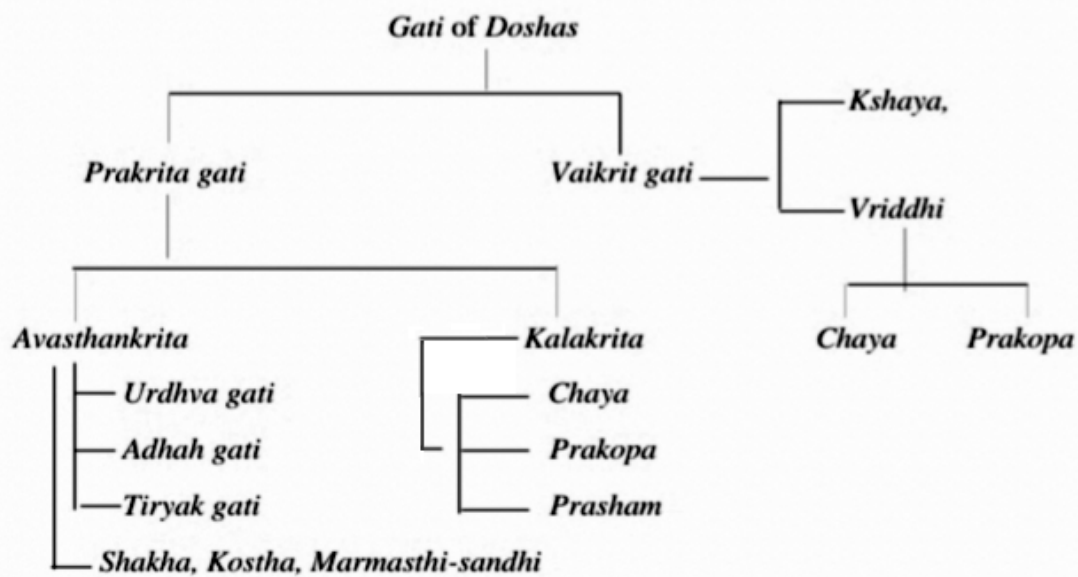 Gati of Doshas
Kshaya,
Prakrita gati
Vaikrit gati
Vriddhi
Avasthankrita
Kalakrita
Chaya
Prakopa
Urdhva gati
Chaya
Adhah gati
Prakopa
Tiryak gati
Prasham
Shakha, Kostha, Marmasthi-sandhi